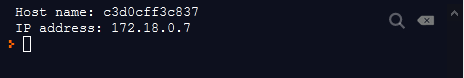 Host name: c3d0cff3c837
IP address: 172.18.0.7